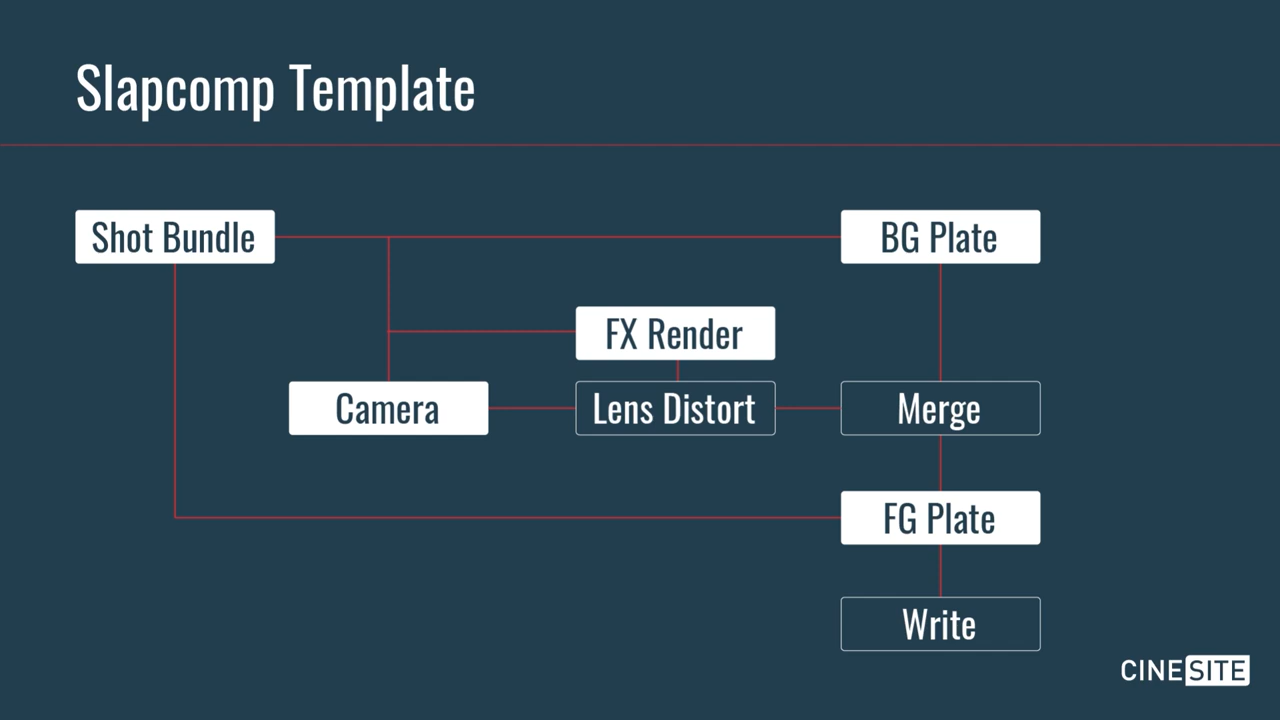 Slapcomp Template
Shot Bundle
BG Plate
FX Render
Camera
Lens Distort
Merge
FG Plate
Write
CINESITE